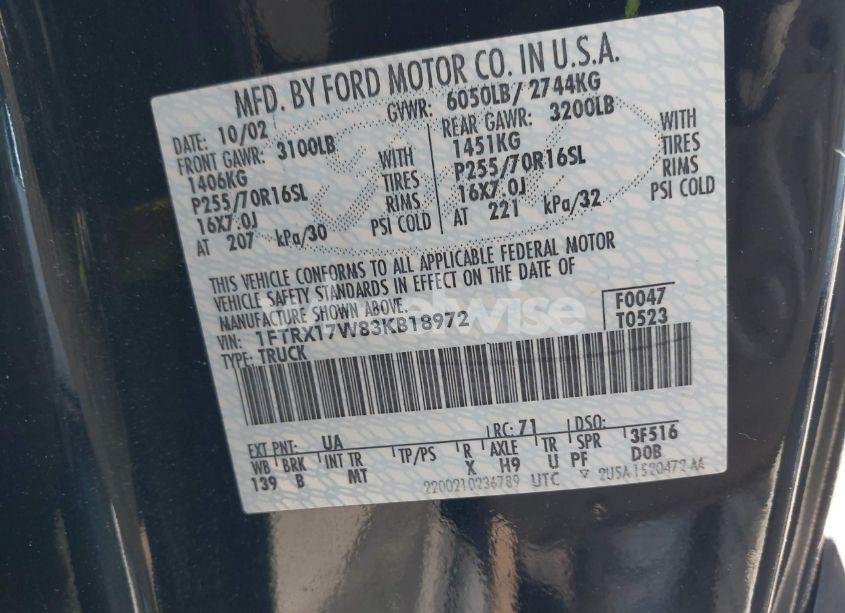 MFD. BY FORD MOTOR CO. IN U.S.A.
DATE: 10/02 GVWR: 6050LB/ 2744KG
FRONT GAWR: 3100LB REAR GAWR: 3200LB
1406KG WITH 1451KG WITH
P255/70R16SL TIRES P255/70R16SL TIRES
16X7.0J RIMS 16X7.0J RIMS
AT 207 kPa/30 PSI COLD AT 221 kPa/32 PSI COLD
THIS VEHICLE CONFORMS TO ALL APPLICABLE FEDERAL MOTOR
VEHICLE SAFETY STANDARDS IN EFFECT ON THE DATE OF
MANUFACTURE SHOWN ABOVE.
VIN: 1FTRX17W83KB18972 F0047
TYPE: TRUCK T0523
EXT PNT: UA RC: 71 DSO:
WB BRK INT TR TP/PS R AXLE TR SPR 3F516
139 B MT X H9 U PF DOB
2200210236789 UTC